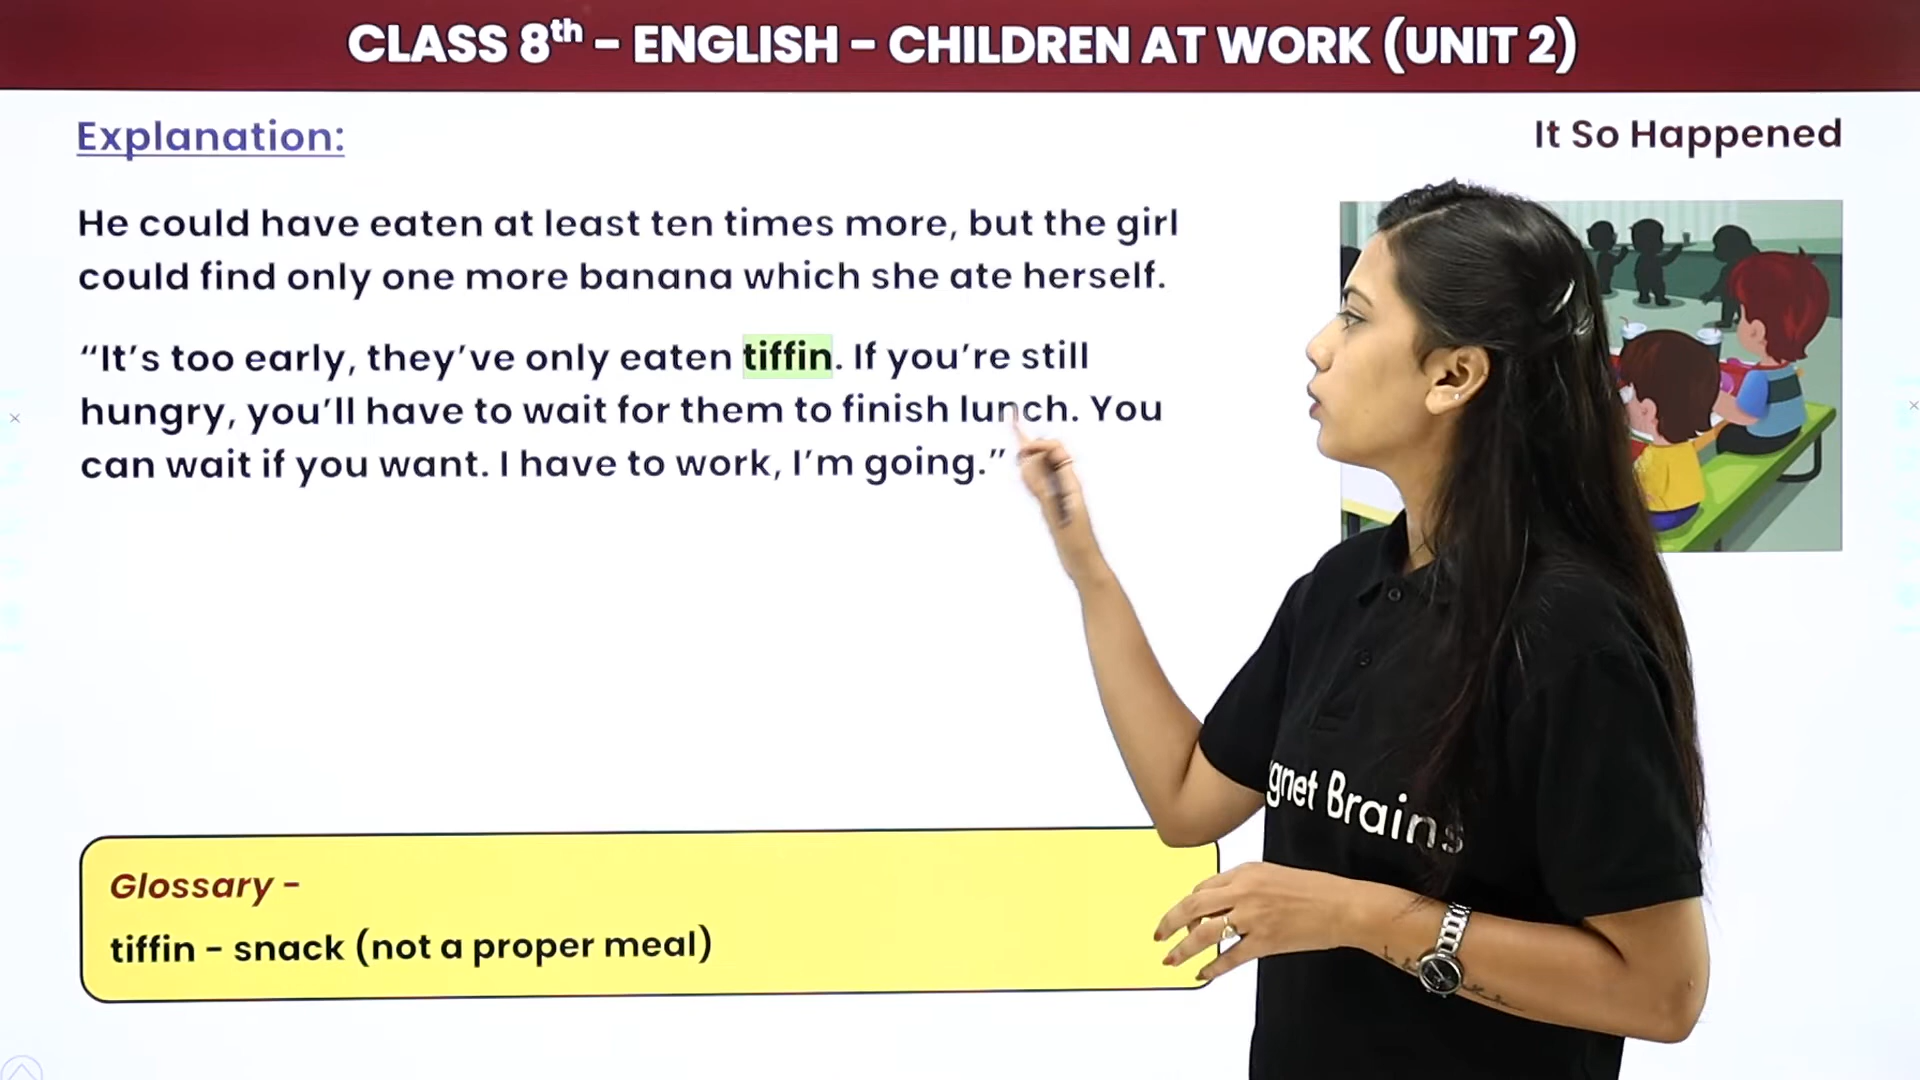 CLASS 8th – ENGLISH – CHILDREN AT WORK (UNIT 2)
Explanation:
It So Happened
He could have eaten at least ten times more, but the girl
could find only one more banana which she ate herself.
“It’s too early, they’ve only eaten tiffin. If you’re still
hungry, you’ll have to wait for them to finish lunch. You
can wait if you want. I have to work, I’m going.”
gnet Brains
Glossary –
tiffin – snack (not a proper meal)